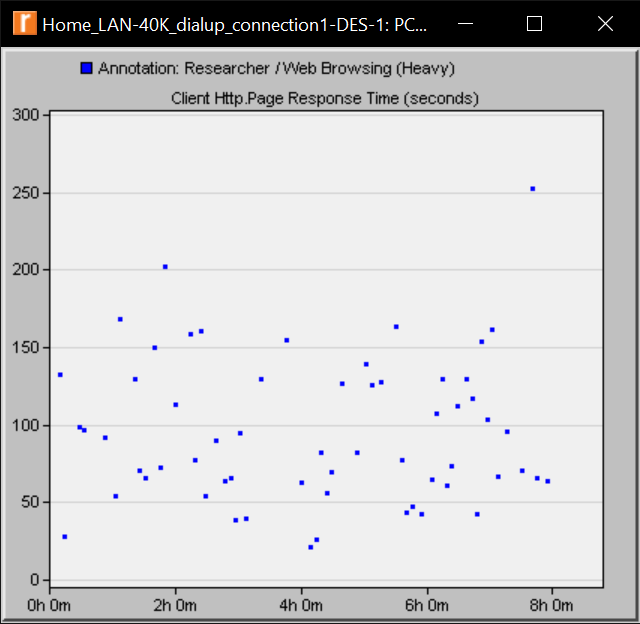 Home_LAN-40K_dialup_connection1-DES-1: PC...
Annotation: Researcher / Web Browsing (Heavy)
Client Http.Page Response Time (seconds)
300
250
200
150
100
50
0
0h 0m 2h 0m 4h 0m 6h 0m 8h 0m